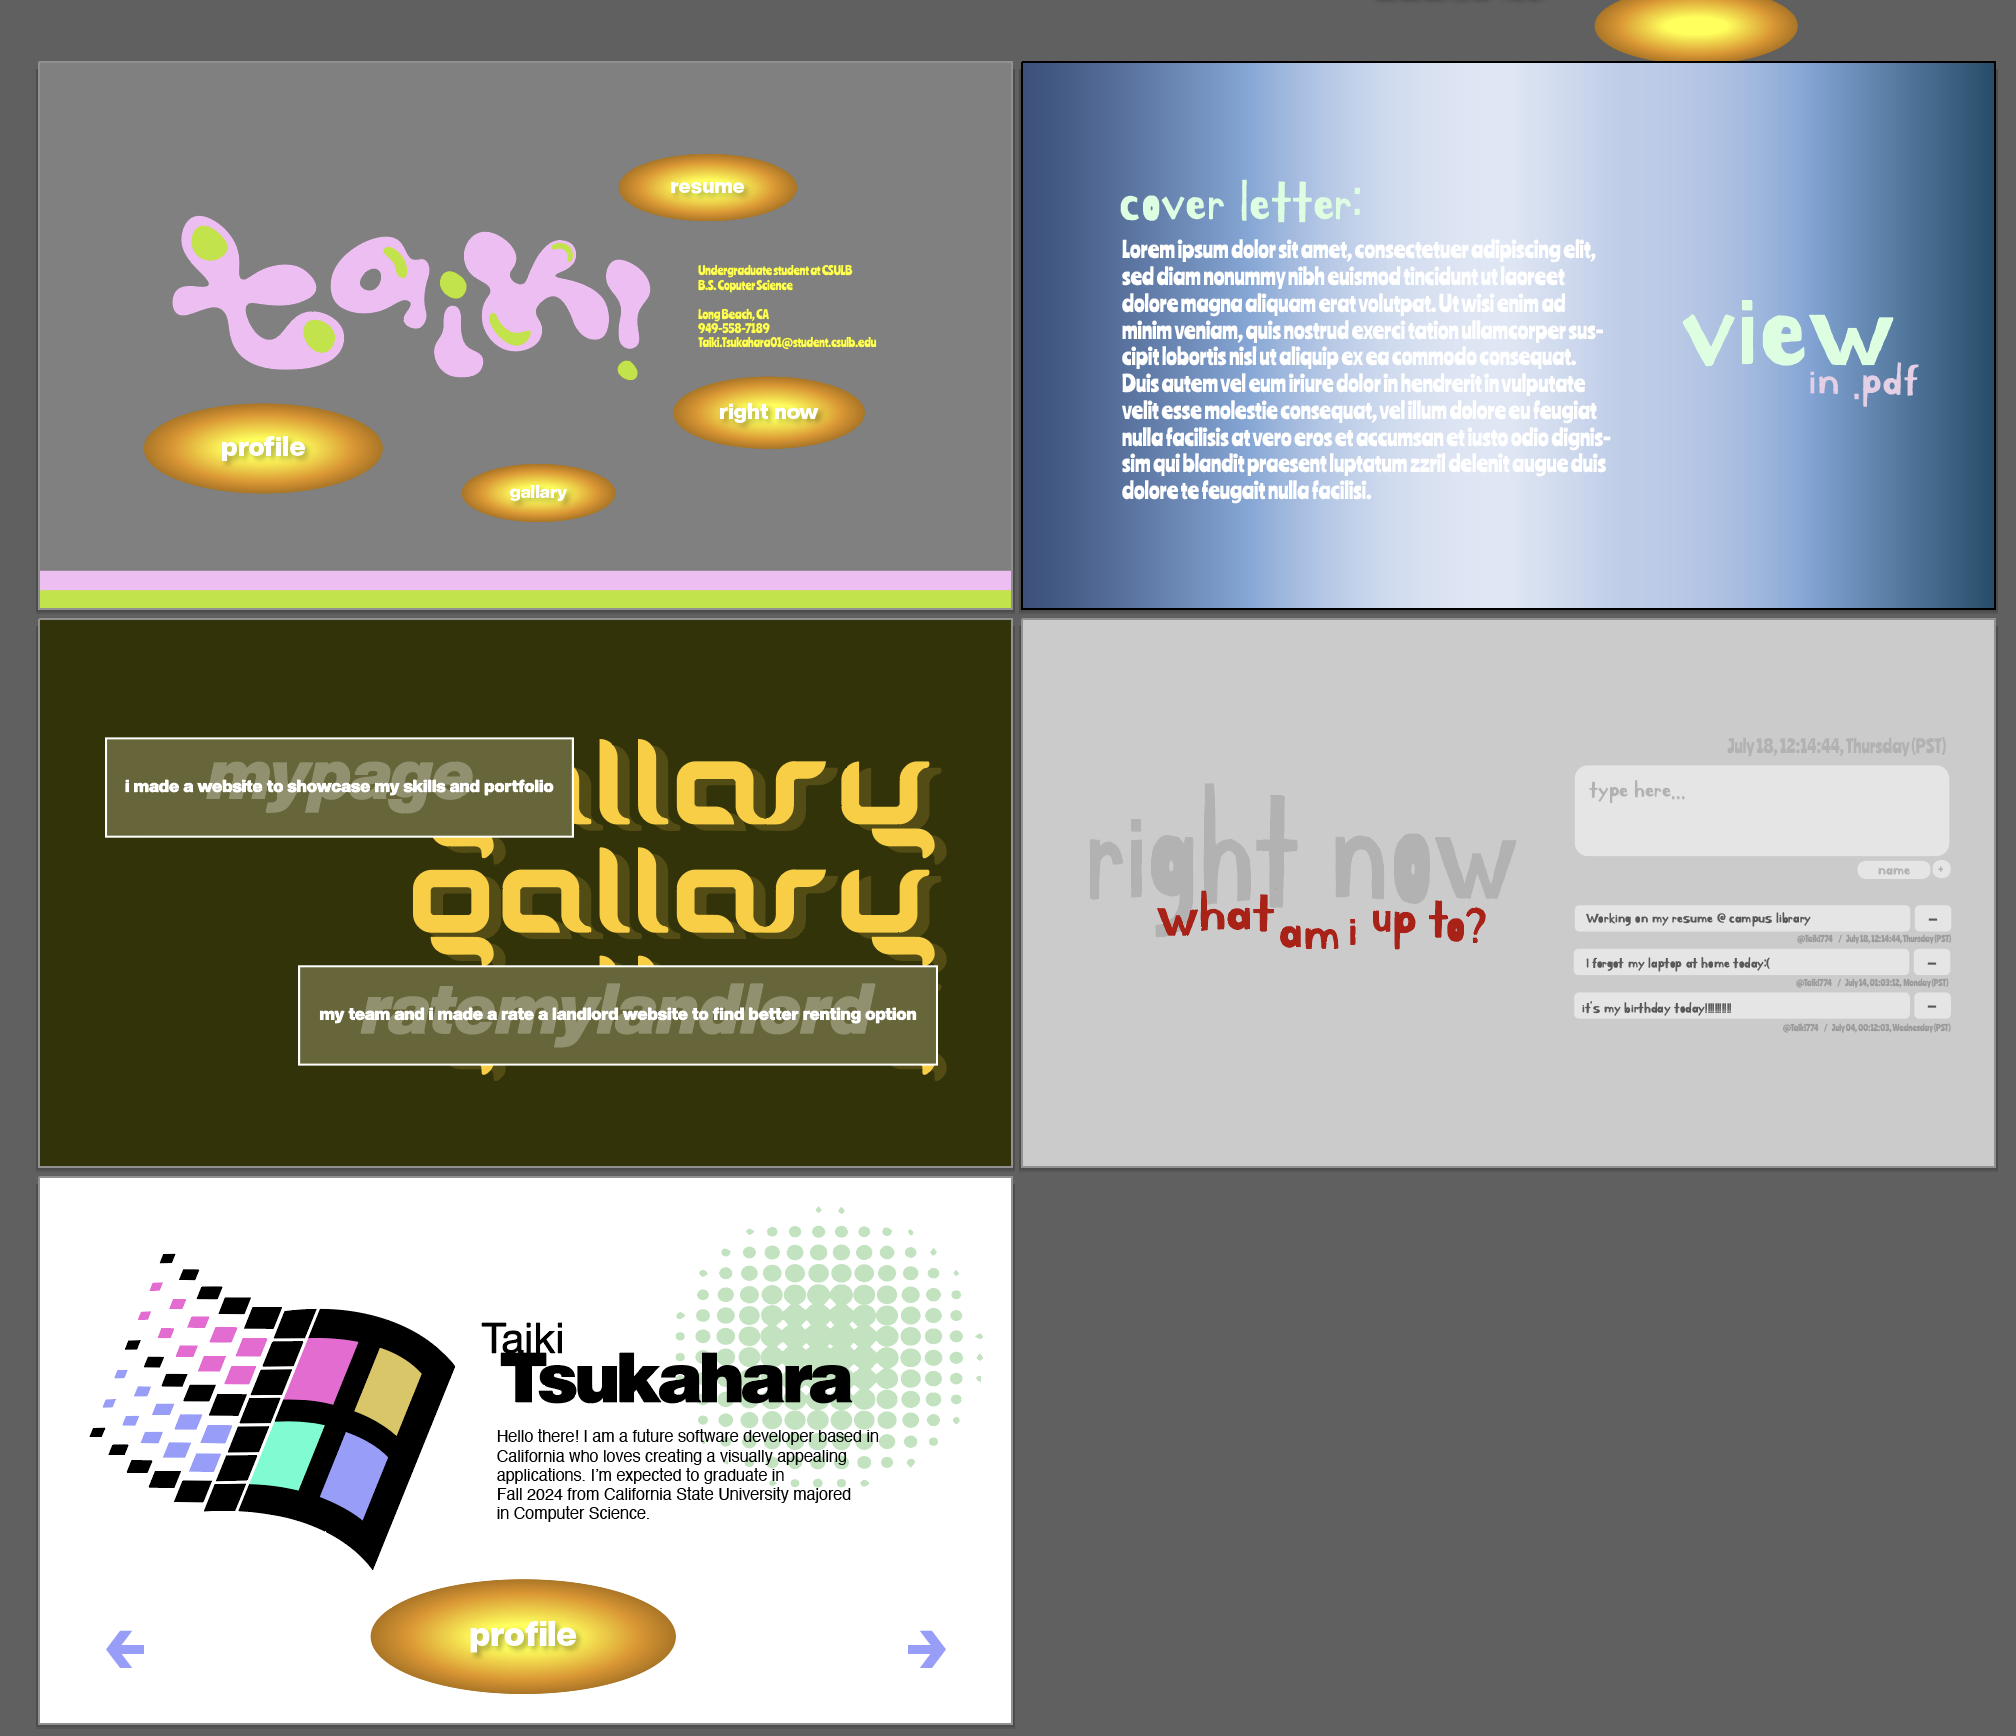 taiki
resume
Undergraduate student at CSULB
B.S. Coputer Science
Long Beach, CA
949-558-7189
Taiki.Tsukahara01@student.csulb.edu
right now
profile
gallary
cover letter:
Lorem ipsum dolor sit amet, consectetuer adipiscing elit,
sed diam nonummy nibh euismod tincidunt ut laoreet
dolore magna aliquam erat volutpat. Ut wisi enim ad
minim veniam, quis nostrud exerci tation ullamcorper sus-
cipit lobortis nisl ut aliquip ex ea commodo consequat.
Duis autem vel eum iriure dolor in hendrerit in vulputate
velit esse molestie consequat, vel illum dolore eu feugiat
nulla facilisis at vero eros et accumsan et iusto odio dignis-
sim qui blandit praesent luptatum zzril delenit augue duis
dolore te feugait nulla facilisi.
view
in .pdf
mypage
i made a website to showcase my skills and portfolio
gallary
gallary
ratemylandlord
my team and i made a rate a landlord website to find better renting option
right now
what am i up to?
July 18, 12:14:44, Thursday (PST)
type here...
name +
Working on my resume @ campus library –
@Taiki774 / July 18, 12:14:44, Thursday (PST)
I forgot my laptop at home today:( –
@Taiki774 / July 14, 01:03:12, Monday (PST)
it's my birthday today!!!!!!!!! –
@Taiki774 / July 04, 00:12:03, Wednesday (PST)
Taiki
Tsukahara
Hello there! I am a future software developer based in
California who loves creating a visually appealing
applications. I'm expected to graduate in
Fall 2024 from California State University majored
in Computer Science.
profile